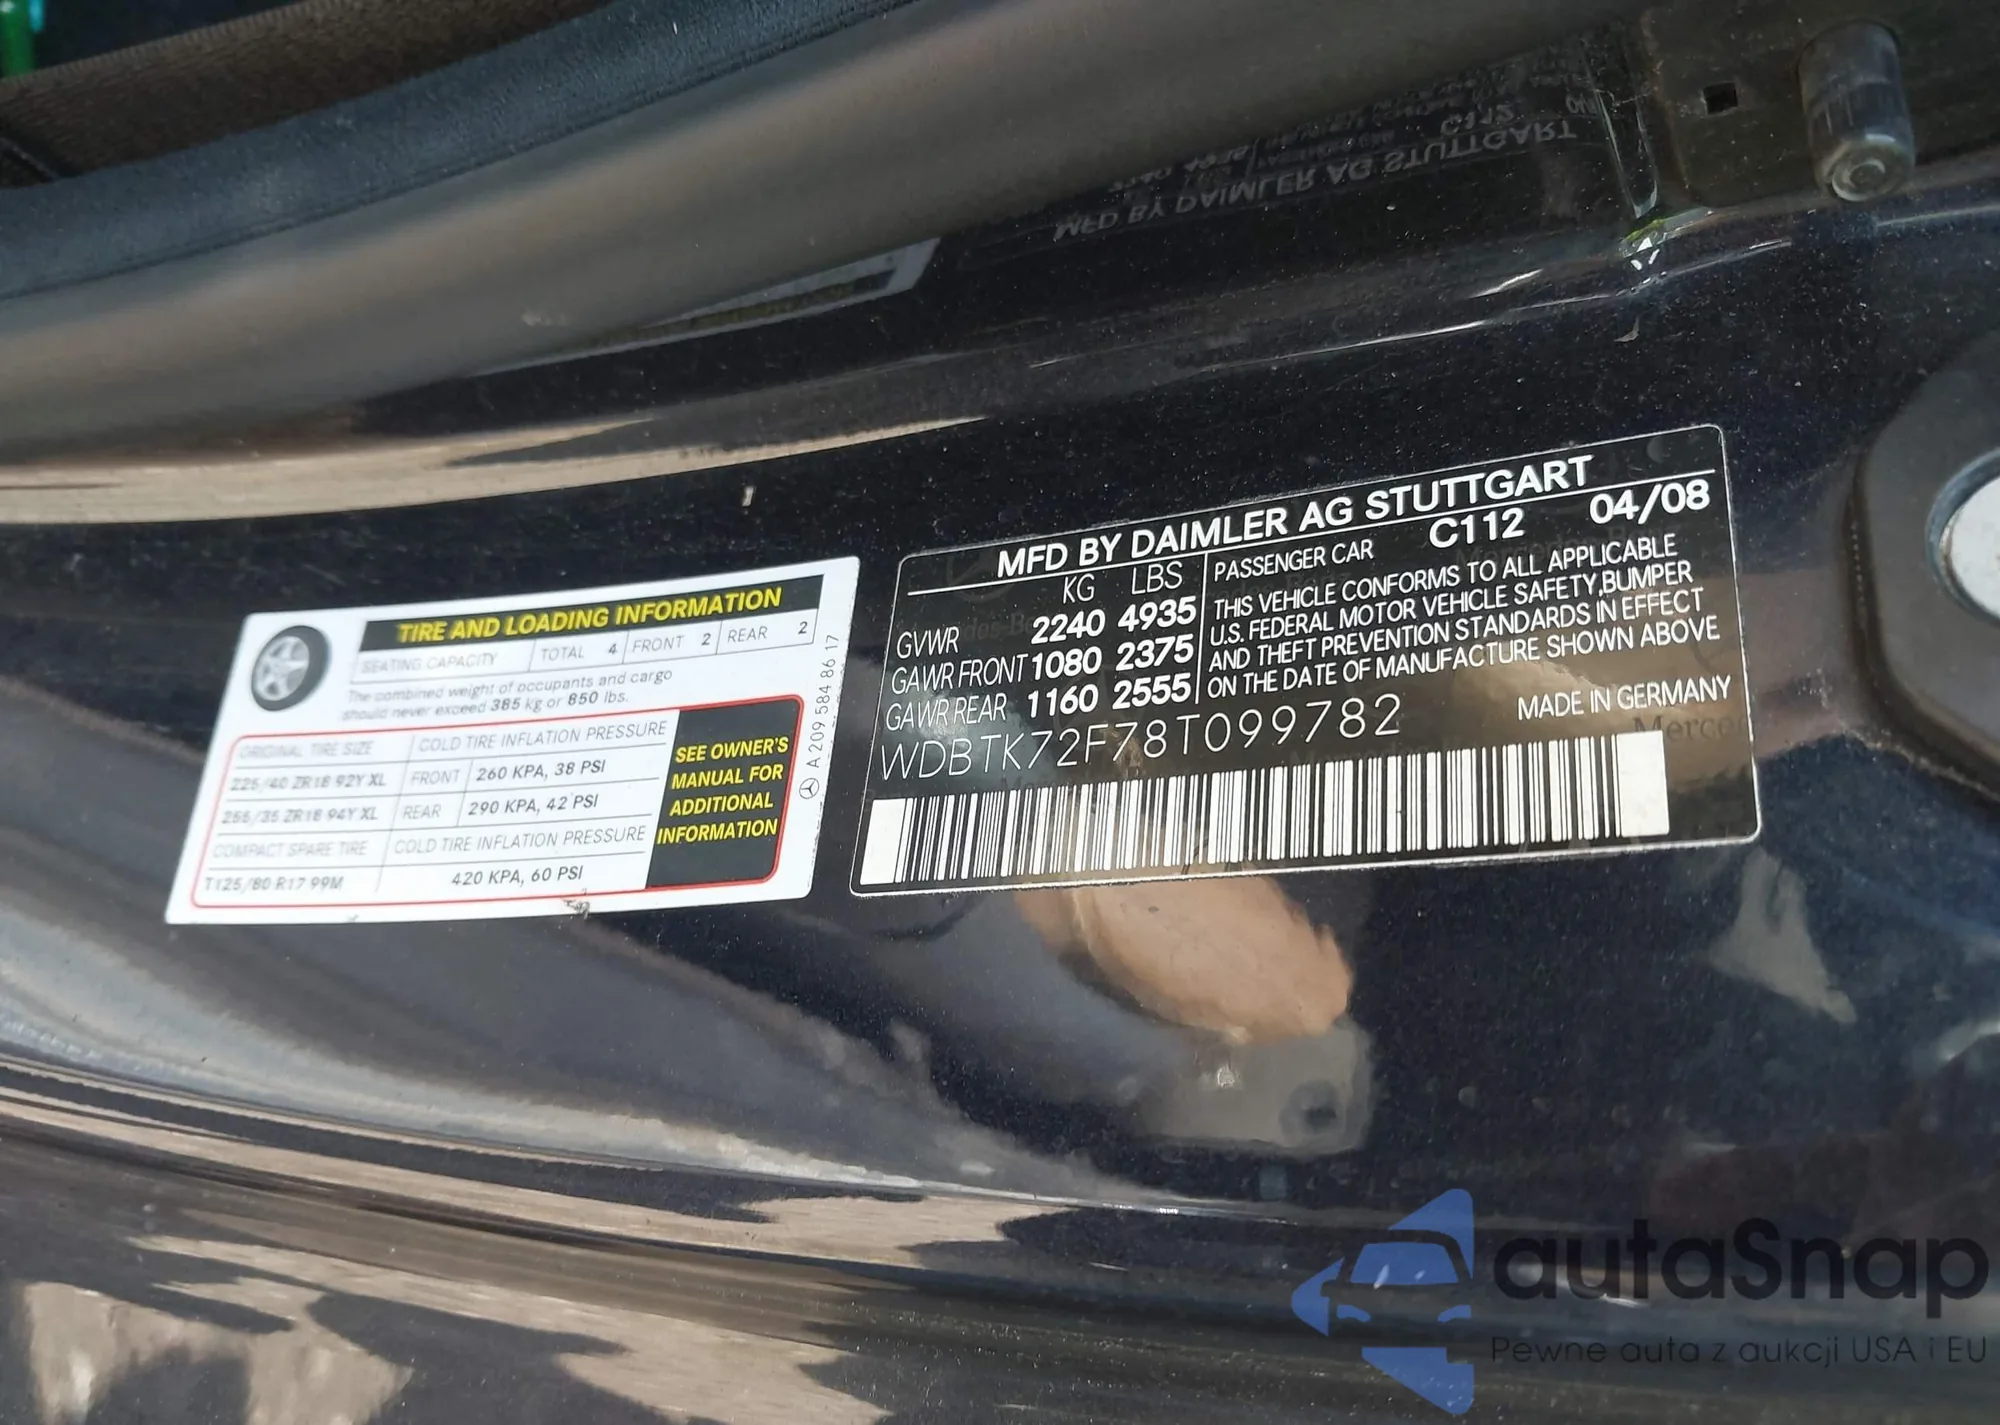 TIRE AND LOADING INFORMATION
SEATING CAPACITY TOTAL 4 FRONT 2 REAR 2
The combined weight of occupants and cargo
should never exceed 385 kg or 850 lbs.
ORIGINAL TIRE SIZE COLD TIRE INFLATION PRESSURE
225/40 ZR18 92Y XL FRONT 260 KPA, 38 PSI
255/35 ZR18 94Y XL REAR 290 KPA, 42 PSI
COMPACT SPARE TIRE COLD TIRE INFLATION PRESSURE
T125/80 R17 99M 420 KPA, 60 PSI
SEE OWNER'S
MANUAL FOR
ADDITIONAL
INFORMATION
A 209 584 86 17
MFD BY DAIMLER AG STUTTGART
KG LBS
GVWR 2240 4935
GAWR FRONT 1080 2375
GAWR REAR 1160 2555
PASSENGER CAR C112 04/08
THIS VEHICLE CONFORMS TO ALL APPLICABLE
U.S. FEDERAL MOTOR VEHICLE SAFETY, BUMPER
AND THEFT PREVENTION STANDARDS IN EFFECT
ON THE DATE OF MANUFACTURE SHOWN ABOVE
WDBTK72F78T099782 MADE IN GERMANY
autaSnap
Pewne auta z aukcji USA i EU